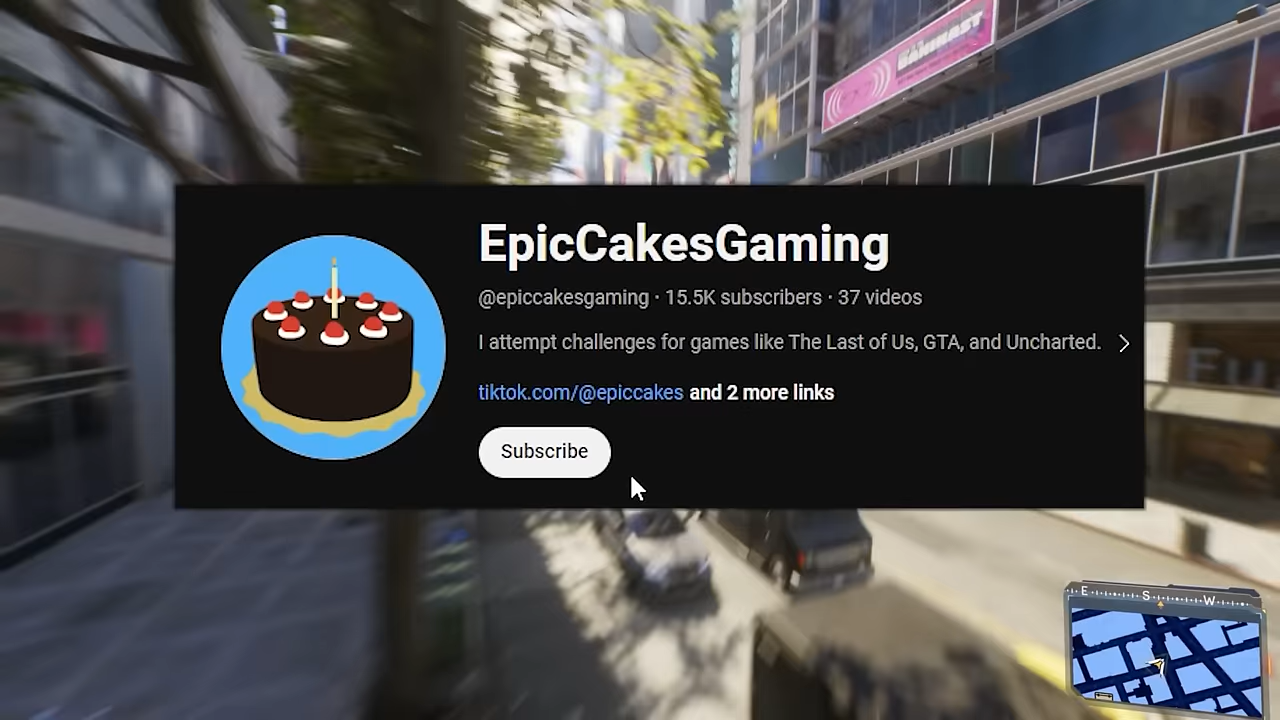 EpicCakesGaming
@epiccakesgaming · 15.5K subscribers · 37 videos
I attempt challenges for games like The Last of Us, GTA, and Uncharted.
tiktok.com/@epiccakes and 2 more links
Subscribe
E S W